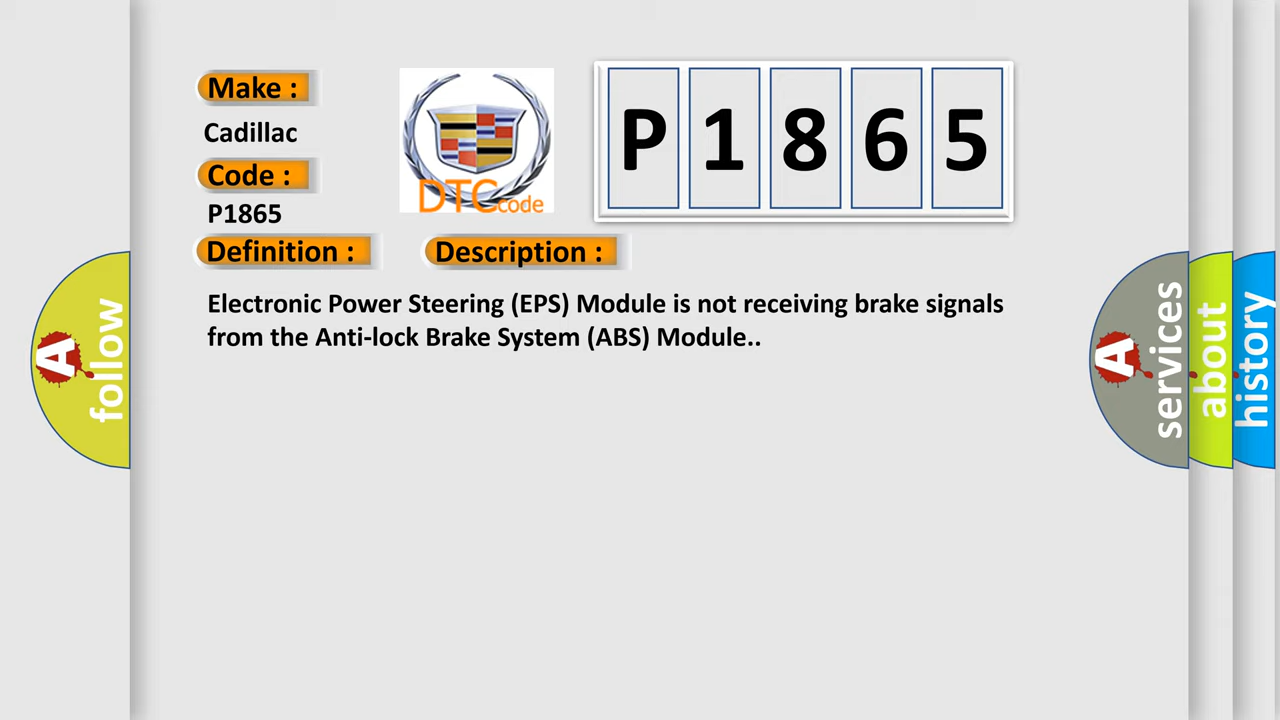 Make :
Cadillac
Code :
P1865
Definition :
Description :
Electronic Power Steering (EPS) Module is not receiving brake signals
from the Anti-lock Brake System (ABS) Module..
DTC code
P 1 8 6 5
A follow
A services
about
history